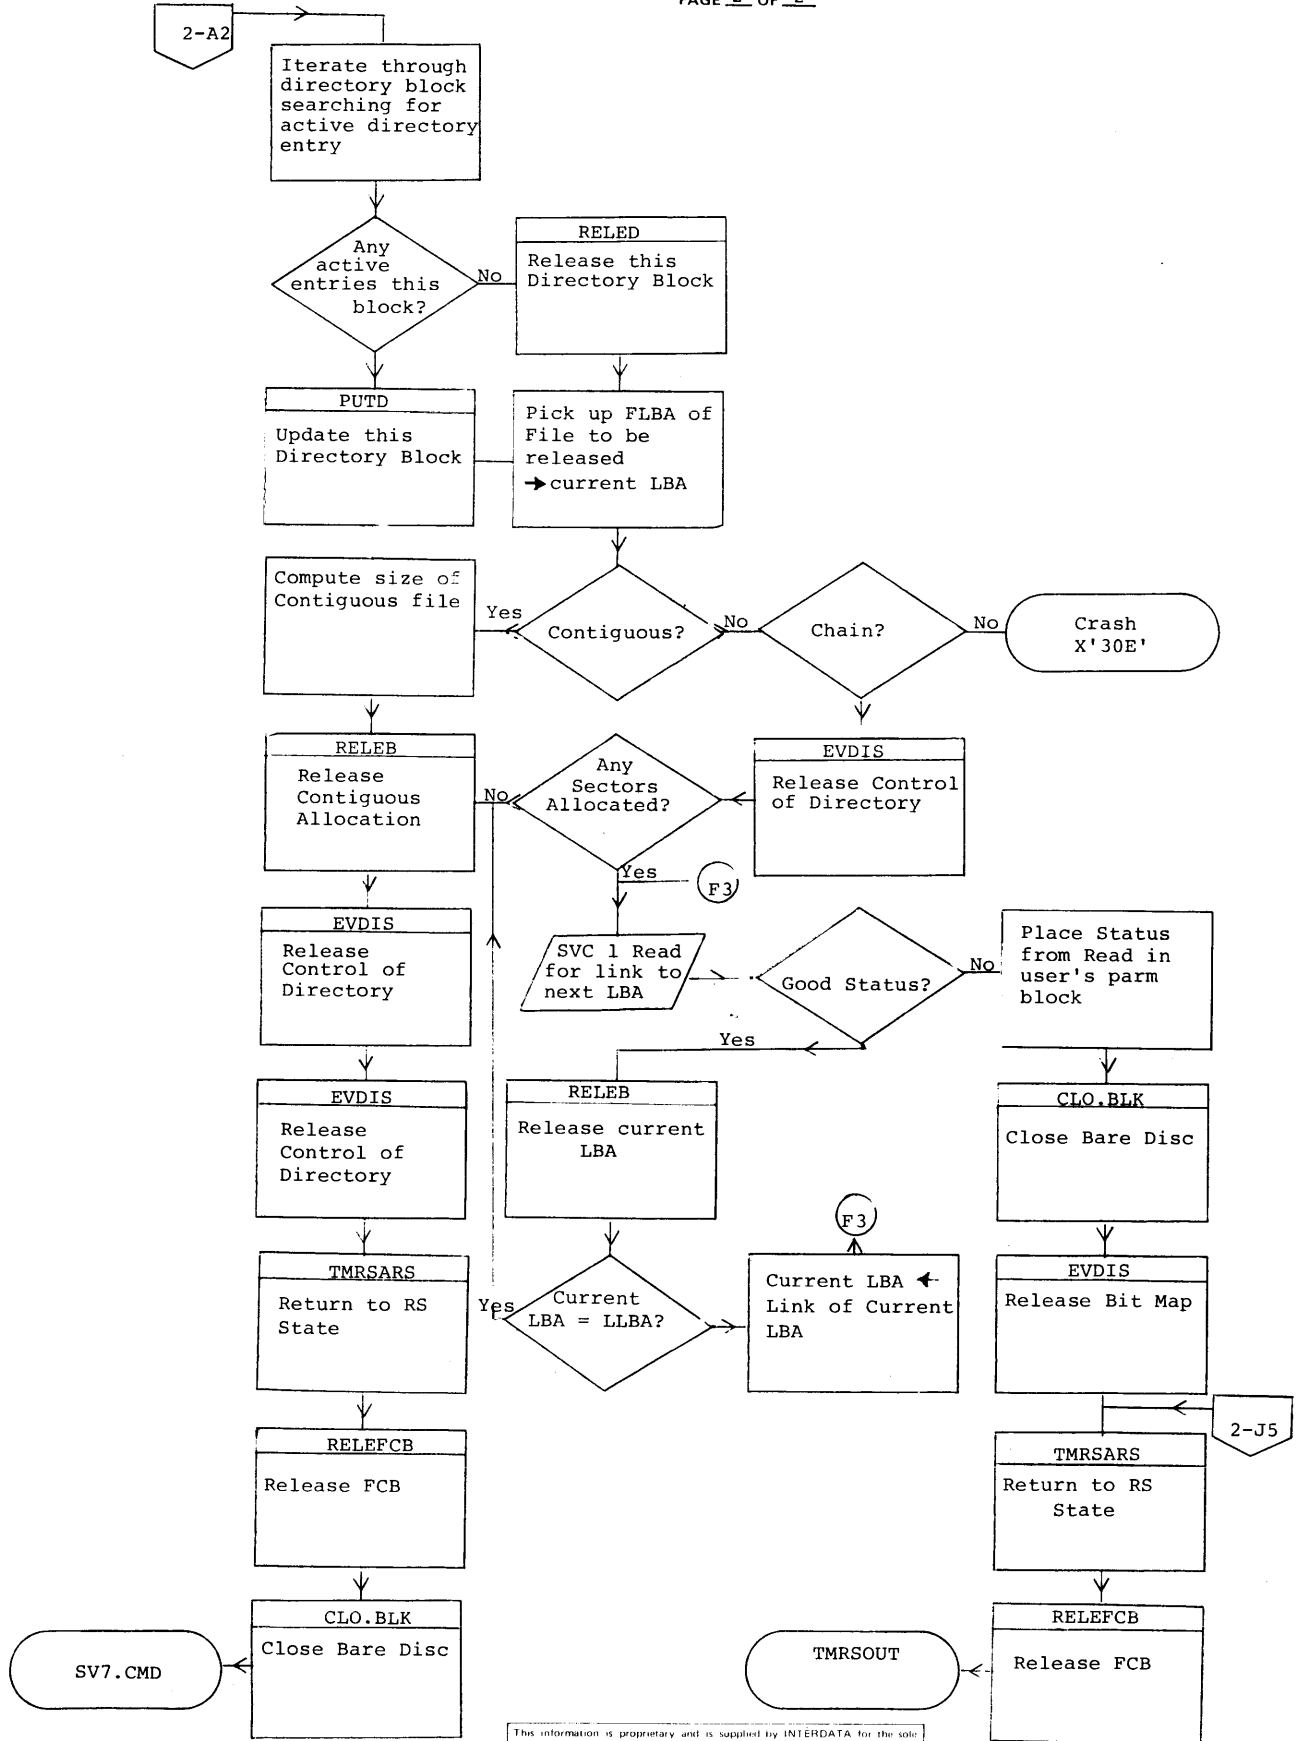 PAGE 2 OF 2
2-A2
Iterate through
directory block
searching for
active directory
entry
Any
active
entries this
block?
No
RELED
Release this
Directory Block
PUTD
Update this
Directory Block
Pick up FLBA of
File to be
released
→current LBA
Compute size of
Contiguous file
Yes
Contiguous?
No
Chain?
No
Crash
X'30E'
RELEB
Release
Contiguous
Allocation
No
Any
Sectors
Allocated?
EVDIS
Release Control
of Directory
Yes
F3
EVDIS
Release
Control of
Directory
SVC 1 Read
for link to
next LBA
Good Status?
No
Place Status
from Read in
user's parm
block
Yes
EVDIS
Release
Control of
Directory
RELEB
Release current
LBA
CLO.BLK
Close Bare Disc
F3
TMRSARS
Return to RS
State
Yes
Current
LBA = LLBA?
Current LBA ←
Link of Current
LBA
EVDIS
Release Bit Map
2-J5
RELEFCB
Release FCB
TMRSARS
Return to RS
State
CLO.BLK
Close Bare Disc
SV7.CMD
TMRSOUT
RELEFCB
Release FCB
This information is proprietary and is supplied by INTERDATA for the sole